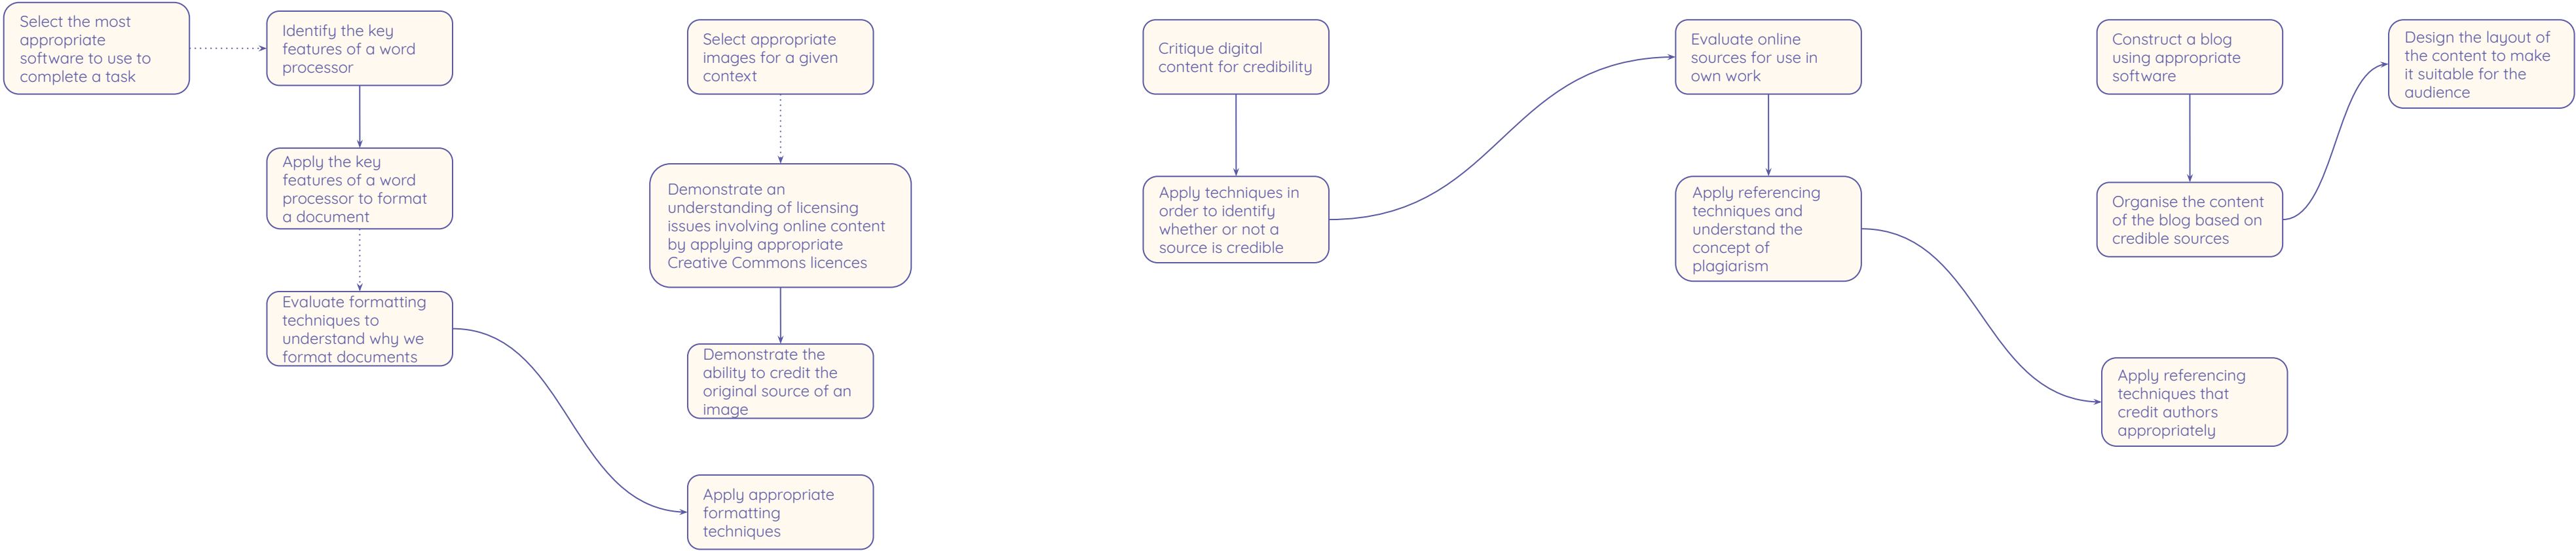 Select the most
appropriate
software to use to
complete a task
Identify the key
features of a word
processor
Apply the key
features of a word
processor to format
a document
Evaluate formatting
techniques to
understand why we
format documents
Select appropriate
images for a given
context
Demonstrate an
understanding of licensing
issues involving online content
by applying appropriate
Creative Commons licences
Demonstrate the
ability to credit the
original source of an
image
Apply appropriate
formatting
techniques
Critique digital
content for credibility
Apply techniques in
order to identify
whether or not a
source is credible
Evaluate online
sources for use in
own work
Apply referencing
techniques and
understand the
concept of
plagiarism
Construct a blog
using appropriate
software
Organise the content
of the blog based on
credible sources
Apply referencing
techniques that
credit authors
appropriately
Design the layout of
the content to make
it suitable for the
audience